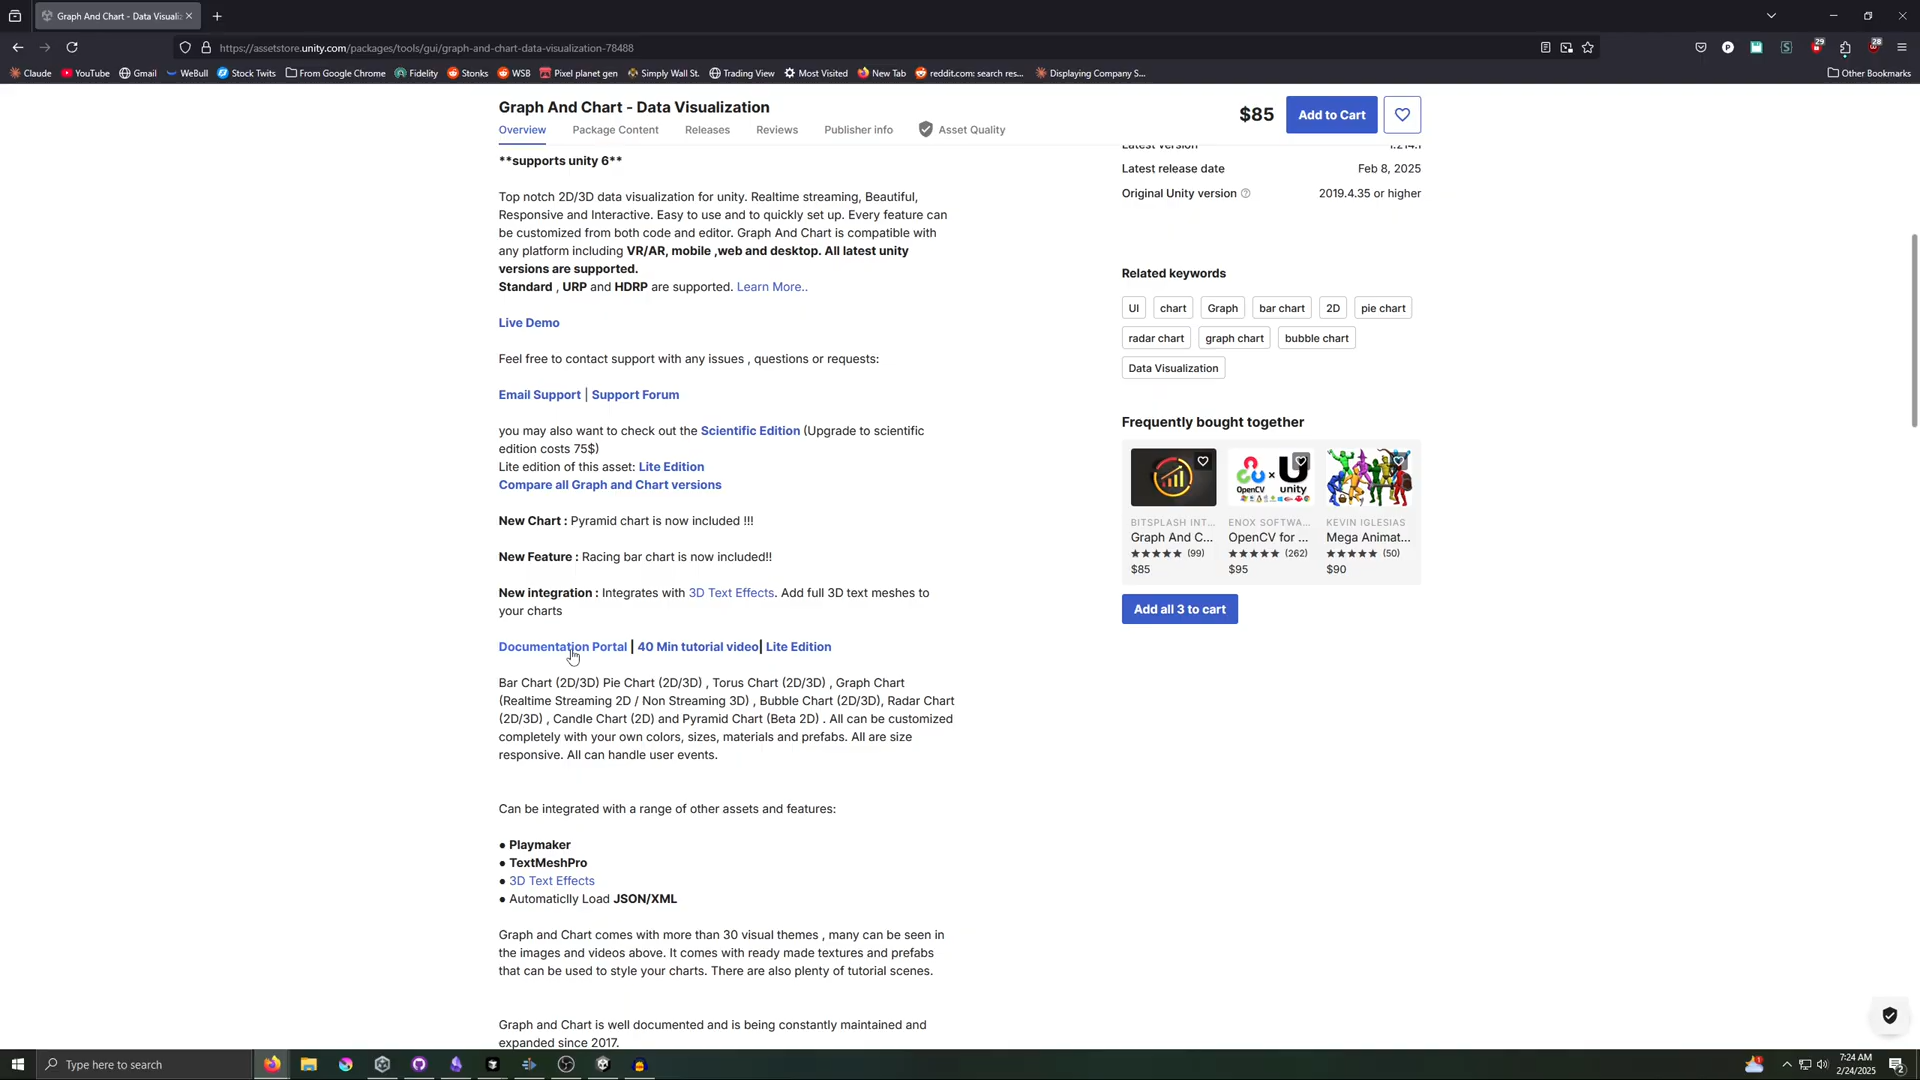 Graph And Chart - Data Visualiz
https://assetstore.unity.com/packages/tools/gui/graph-and-chart-data-visualization-78488
29
28
Claude
YouTube
Gmail
WeBull
Stock Twits
From Google Chrome
Fidelity
Stonks
WSB
Pixel planet gen
Simply Wall St.
Trading View
Most Visited
New Tab
reddit.com: search res...
Displaying Company S...
Other Bookmarks
Graph And Chart - Data Visualization
$85
Add to Cart
Overview
Package Content
Releases
Reviews
Publisher info
Asset Quality
**supports unity 6**
Top notch 2D/3D data visualization for unity. Realtime streaming, Beautiful,
Responsive and Interactive. Easy to use and to quickly set up. Every feature can
be customized from both code and editor. Graph And Chart is compatible with
any platform including VR/AR, mobile ,web and desktop. All latest unity
versions are supported.
Standard , URP and HDRP are supported. Learn More..
Live Demo
Feel free to contact support with any issues , questions or requests:
Email Support | Support Forum
you may also want to check out the Scientific Edition (Upgrade to scientific
edition costs 75$)
Lite edition of this asset: Lite Edition
Compare all Graph and Chart versions
New Chart : Pyramid chart is now included !!!
New Feature : Racing bar chart is now included!!
New integration : Integrates with 3D Text Effects. Add full 3D text meshes to
your charts
Documentation Portal | 40 Min tutorial video| Lite Edition
Bar Chart (2D/3D) Pie Chart (2D/3D) , Torus Chart (2D/3D) , Graph Chart
(Realtime Streaming 2D / Non Streaming 3D) , Bubble Chart (2D/3D), Radar Chart
(2D/3D) , Candle Chart (2D) and Pyramid Chart (Beta 2D) . All can be customized
completely with your own colors, sizes, materials and prefabs. All are size
responsive. All can handle user events.
Can be integrated with a range of other assets and features:
● Playmaker
● TextMeshPro
● 3D Text Effects
● Automaticlly Load JSON/XML
Graph and Chart comes with more than 30 visual themes , many can be seen in
the images and videos above. It comes with ready made textures and prefabs
that can be used to style your charts. There are also plenty of tutorial scenes.
Graph and Chart is well documented and is being constantly maintained and
expanded since 2017.
Latest version
Latest release date
Feb 8, 2025
Original Unity version
2019.4.35 or higher
Related keywords
UI
chart
Graph
bar chart
2D
pie chart
radar chart
graph chart
bubble chart
Data Visualization
Frequently bought together
OpenCV
unity
BITSPLASH INT...
Graph And C...
(99)
$85
ENOX SOFTWA...
OpenCV for ...
(262)
$95
KEVIN IGLESIAS
Mega Animat...
(50)
$90
Add all 3 to cart
Type here to search
7:24 AM
2/24/2025
2